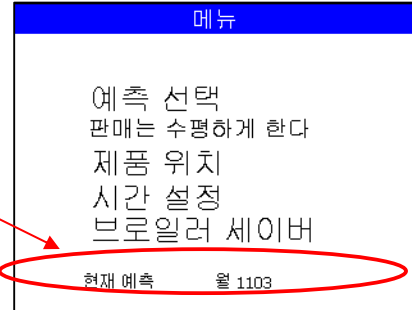 메뉴
예측 선택
판매는 수평하게 한다
제품 위치
시간 설정
브로일러 세이버
현재 예측 월 1103